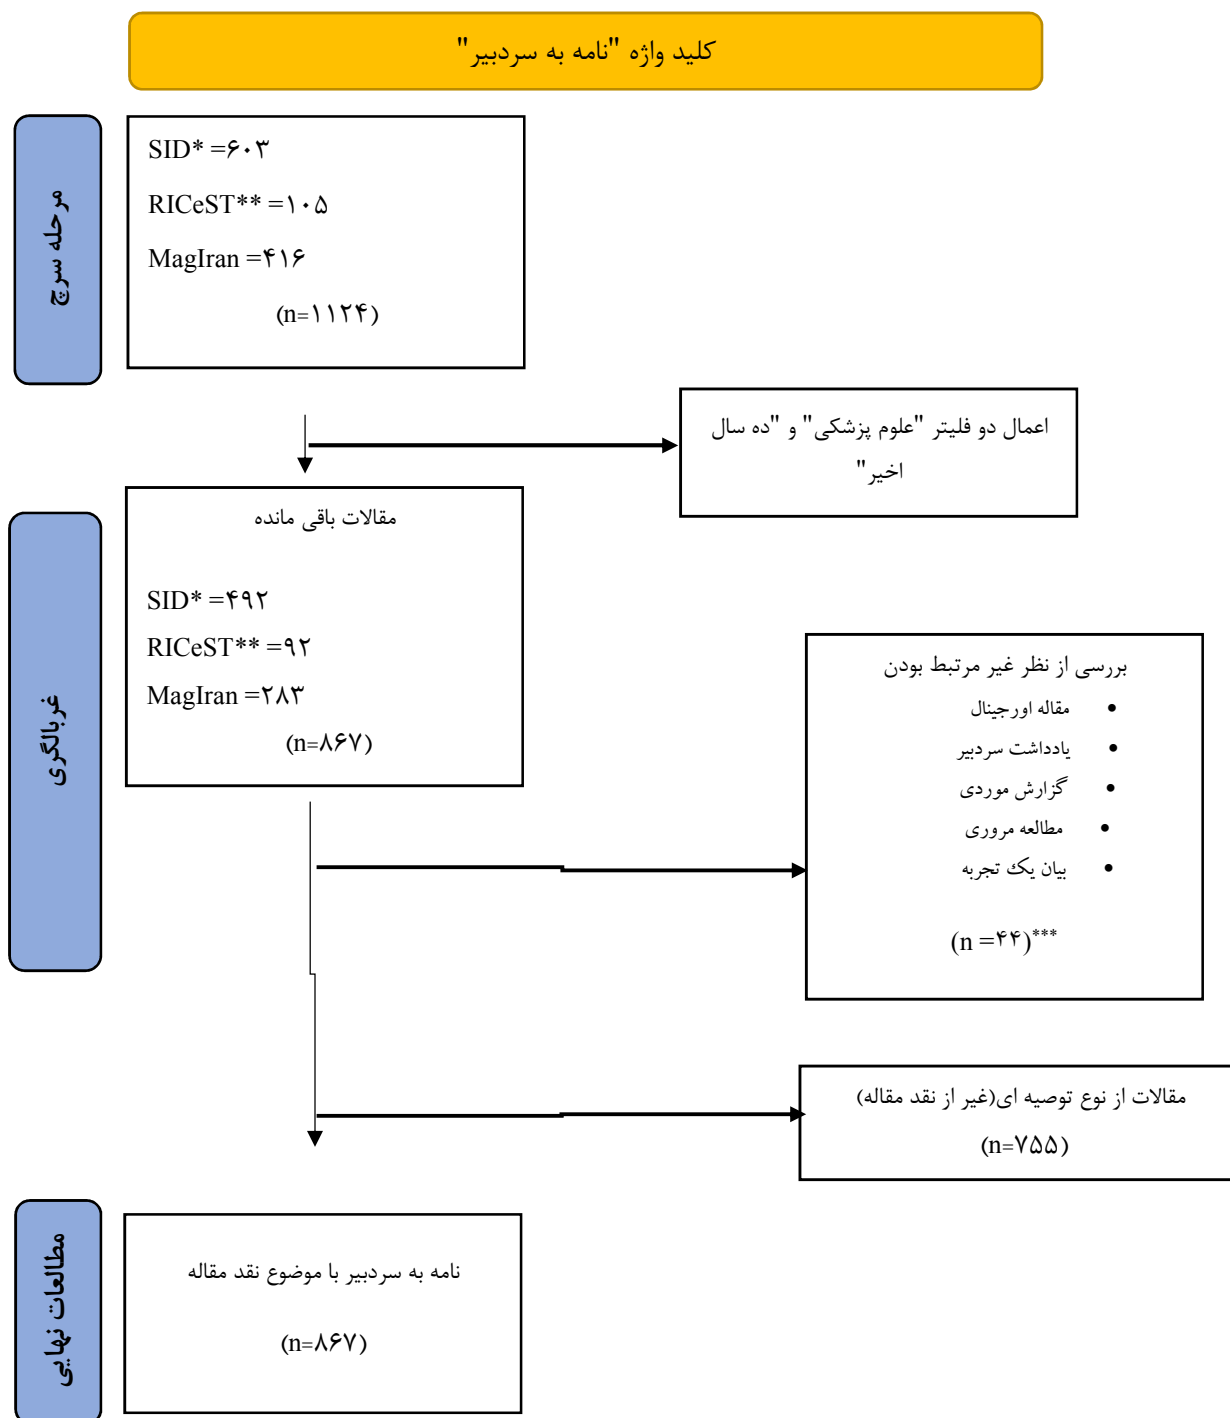 کلید واژه "نامه به سردبیر"
مرحله سرچ
SID* =۶۰۳
RICeST** =۱۰۵
MagIran =۴۱۶
(n=۱۱۲۴)
اعمال دو فلیتر "علوم پزشکی" و "ده سال
اخیر"
غربالگری
مقالات باقی مانده
SID* =۴۹۲
RICeST** =۹۲
MagIran =۲۸۳
(n=۸۶۷)
بررسی از نظر غیر مرتبط بودن
• مقاله اورجینال
• یادداشت سردبیر
• گزارش موردی
• مطالعه مروری
• بیان یک تجربه
(n =۴۴)***
مقالات از نوع توصیه ای(غیر از نقد مقاله)
(n=۷۵۵)
مطالعات نهایی
نامه به سردبیر با موضوع نقد مقاله
(n=۸۶۷)